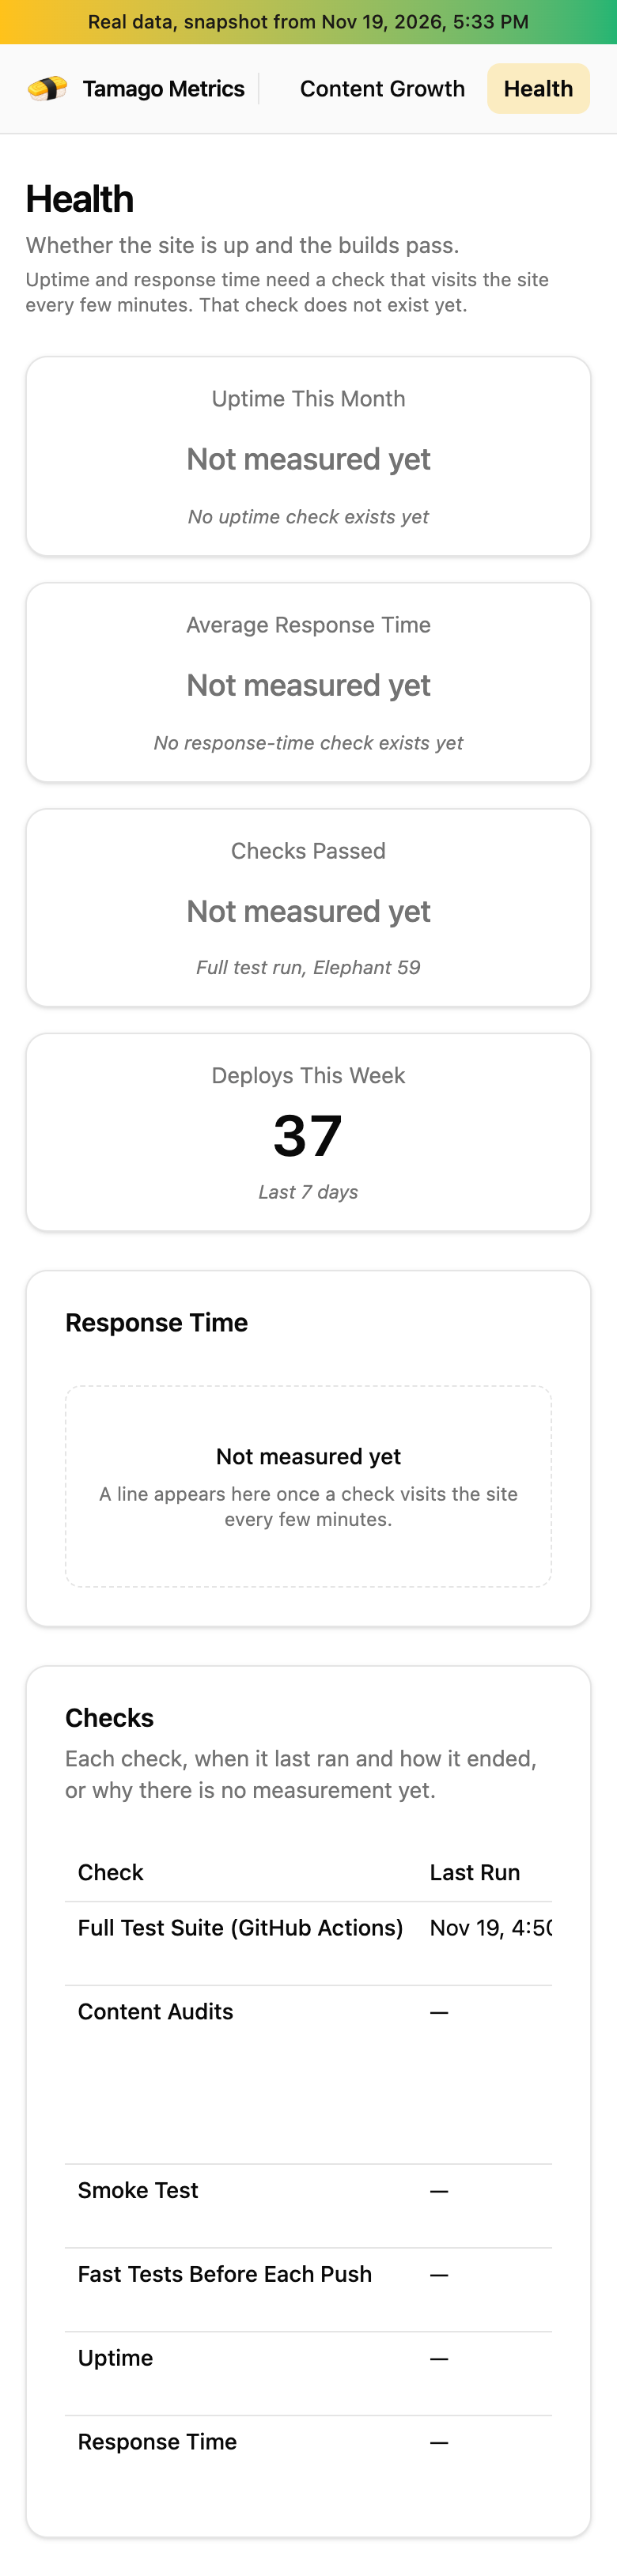 Real data, snapshot from Nov 19, 2026, 5:33 PM
Tamago Metrics
Content Growth
Health
Health
Whether the site is up and the builds pass.
Uptime and response time need a check that visits the site
every few minutes. That check does not exist yet.
Uptime This Month
Not measured yet
No uptime check exists yet
Average Response Time
Not measured yet
No response-time check exists yet
Checks Passed
Not measured yet
Full test run, Elephant 59
Deploys This Week
37
Last 7 days
Response Time
Not measured yet
A line appears here once a check visits the site
every few minutes.
Checks
Each check, when it last ran and how it ended,
or why there is no measurement yet.
Check Last Run
Full Test Suite (GitHub Actions) Nov 19, 4:50
Content Audits —
Smoke Test —
Fast Tests Before Each Push —
Uptime —
Response Time —